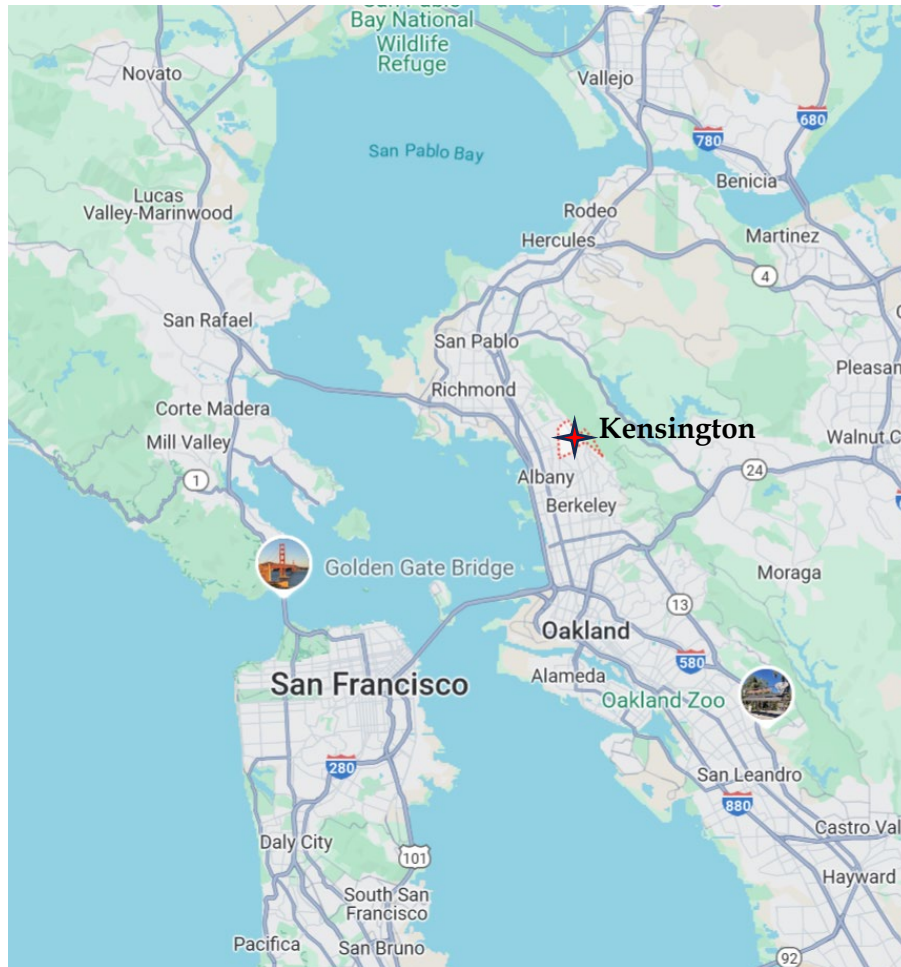 San Pablo
Bay National
Wildlife
Refuge
Novato
Vallejo
680
780
San Pablo Bay
Benicia
Lucas
Valley-Marinwood
Rodeo
Hercules
Martinez
4
San Rafael
San Pablo
Pleasan
Richmond
Corte Madera
Mill Valley
Kensington
Walnut C
1
Albany
24
Berkeley
Golden Gate Bridge
Moraga
13
Oakland
580
San Francisco
Alameda
Oakland Zoo
280
San Leandro
880
Daly City
Castro Val
101
South San
Francisco
Hayward
Pacifica
San Bruno
92